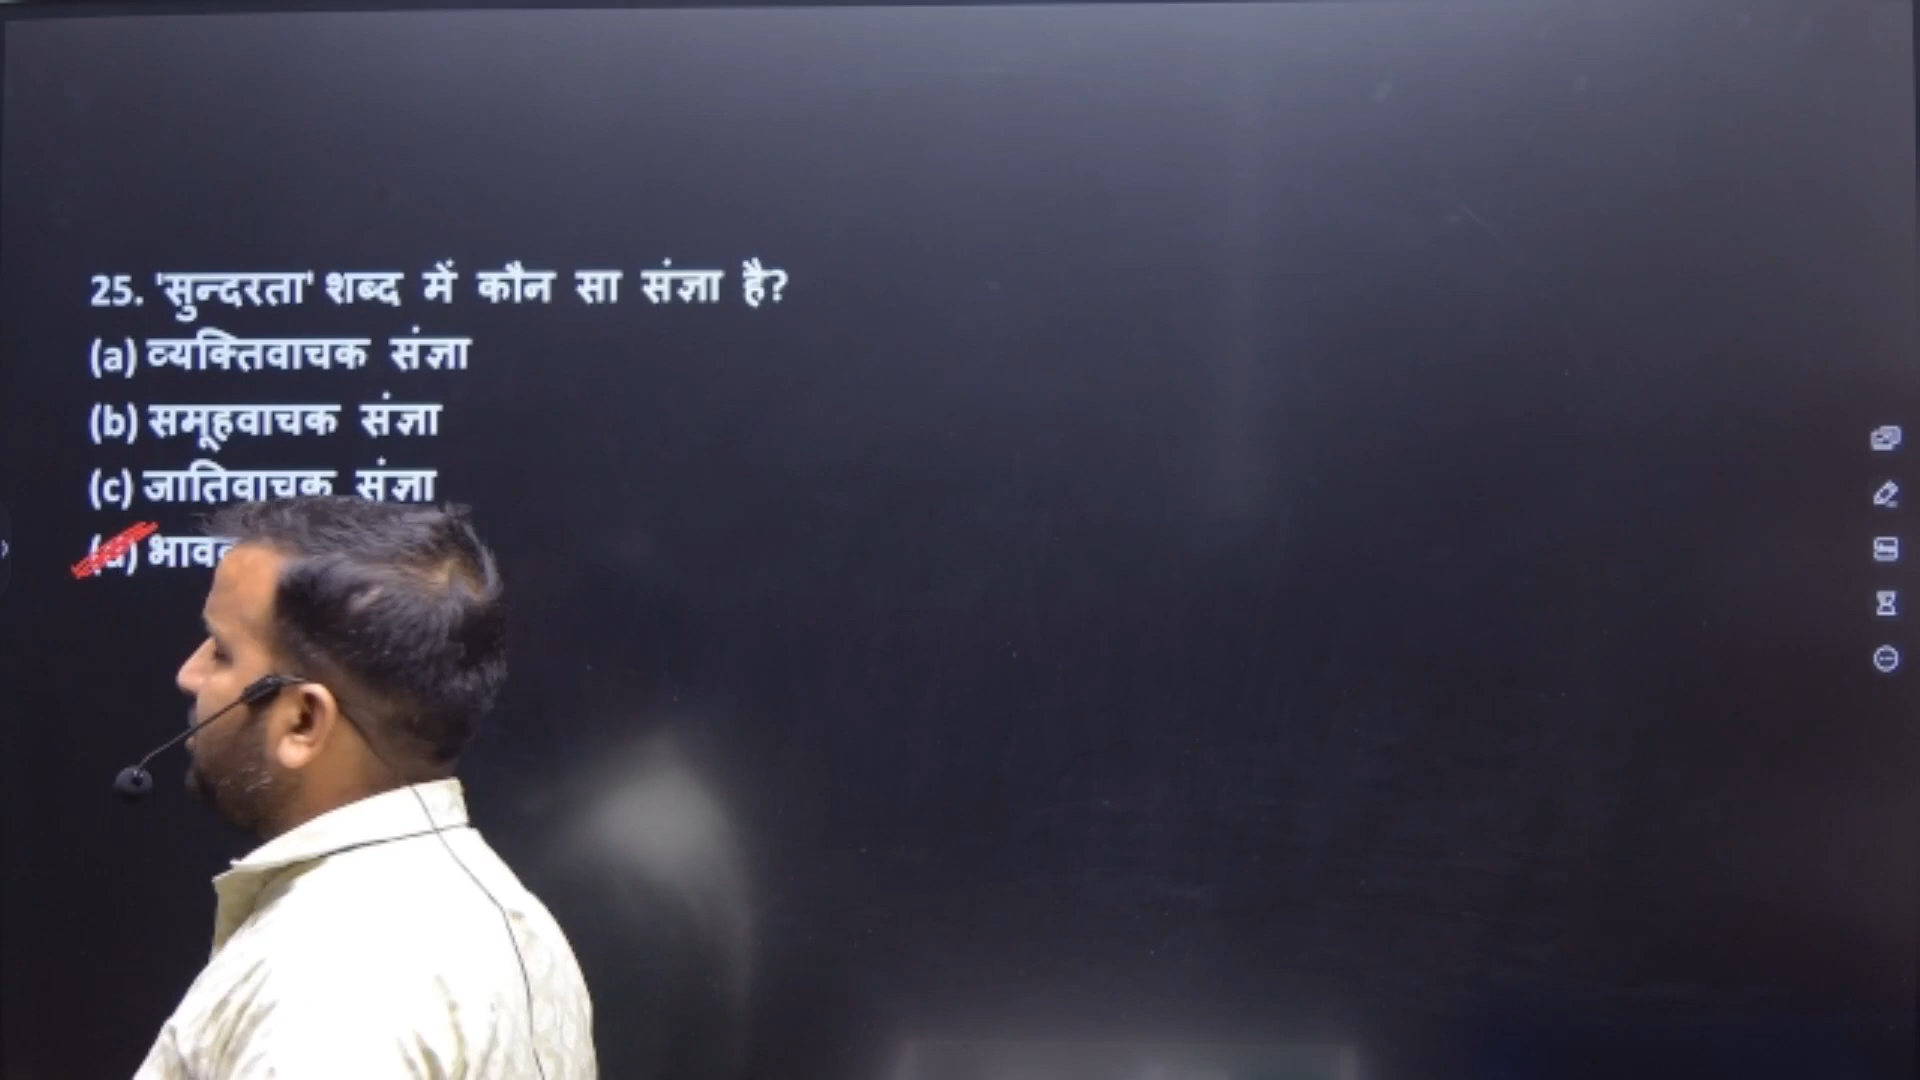 25. 'सुन्दरता' शब्द में कौन सा संज्ञा है?
(a) व्यक्तिवाचक संज्ञा
(b) समूहवाचक संज्ञा
(c) जातिवाचक संज्ञा
(d)